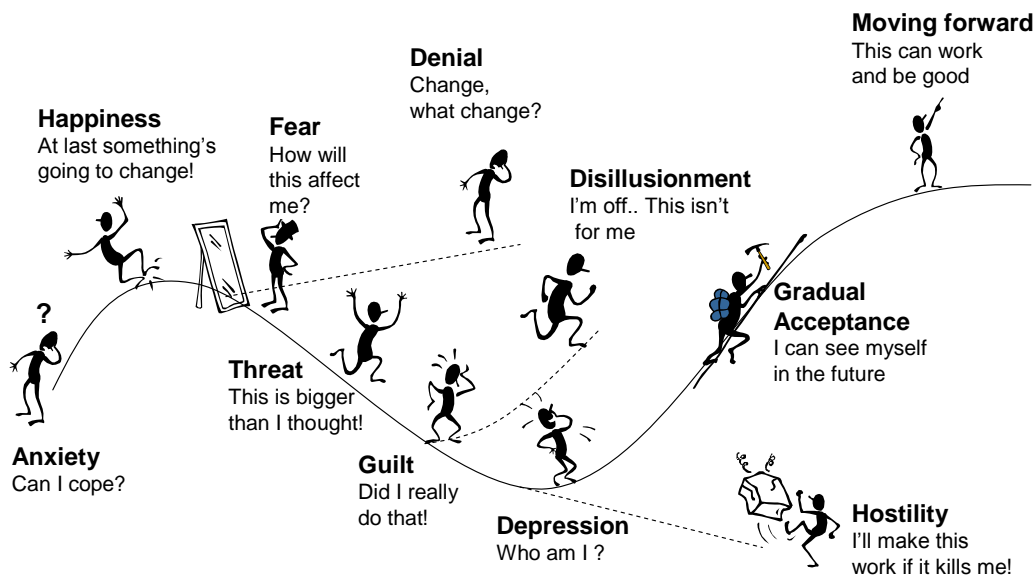 Anxiety
Can I cope?
?
Happiness
At last something's
going to change!
Fear
How will
this affect
me?
Denial
Change,
what change?
Threat
This is bigger
than I thought!
Guilt
Did I really
do that!
Disillusionment
I'm off.. This isn't
for me
Depression
Who am I ?
Hostility
I'll make this
work if it kills me!
Gradual
Acceptance
I can see myself
in the future
Moving forward
This can work
and be good